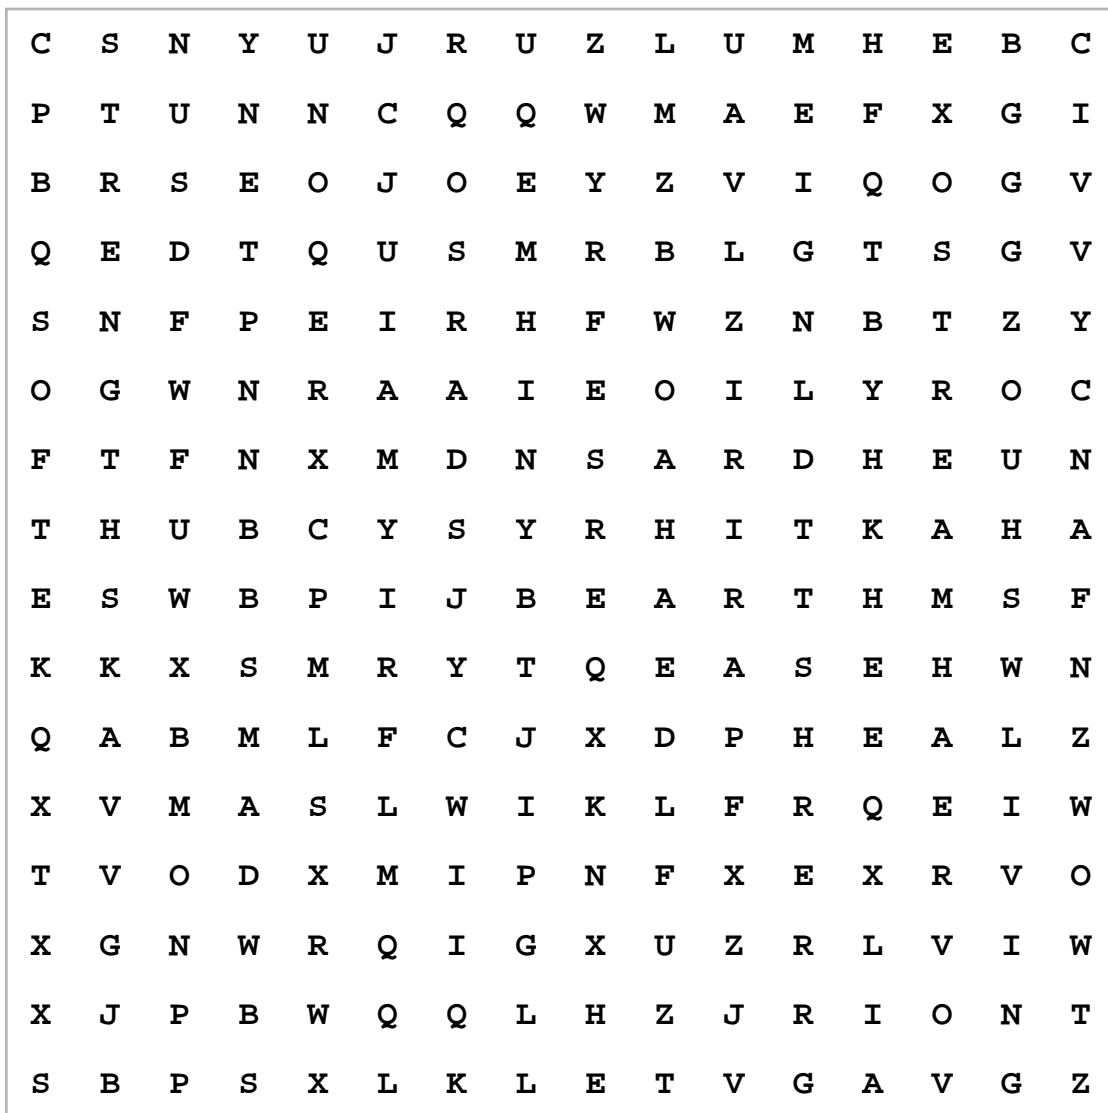 C S N Y U J R U Z L U M H E B C
P T U N N C Q Q W M A E F X G I
B R S E O J O E Y Z V I Q O G V
Q E D T Q U S M R B L G T S G V
S N F P E I R H F W Z N B T Z Y
O G W N R A A I E O I L Y R O C
F T F N X M D N S A R D H E U N
T H U B C Y S Y R H I T K A H A
E S W B P I J B E A R T H M S F
K K X S M R Y T Q E A S E H W N
Q A B M L F C J X D P H E A L Z
X V M A S L W I K L F R Q E I W
T V O D X M I P N F X E X R V O
X G N W R Q I G X U Z R L V I W
X J P B W Q Q L H Z J R I O N T
S B P S X L K L E T V G A V G Z